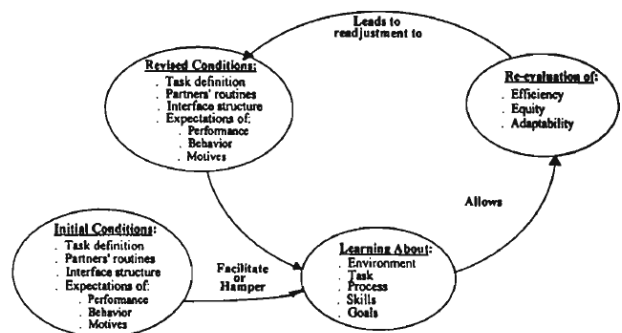 Leads to
readjustment to
Revised Conditions:
. Task definition
. Partners' routines
. Interface structure
. Expectations of:
. Performance
. Behavior
. Motives
Re-evaluation of:
. Efficiency
. Equity
. Adaptability
Allows
Initial Conditions:
. Task definition
. Partners' routines
. Interface structure
. Expectations of:
. Performance
. Behavior
. Motives
Facilitate
or
Hamper
Learning About:
. Environment
. Task
. Process
. Skills
. Goals